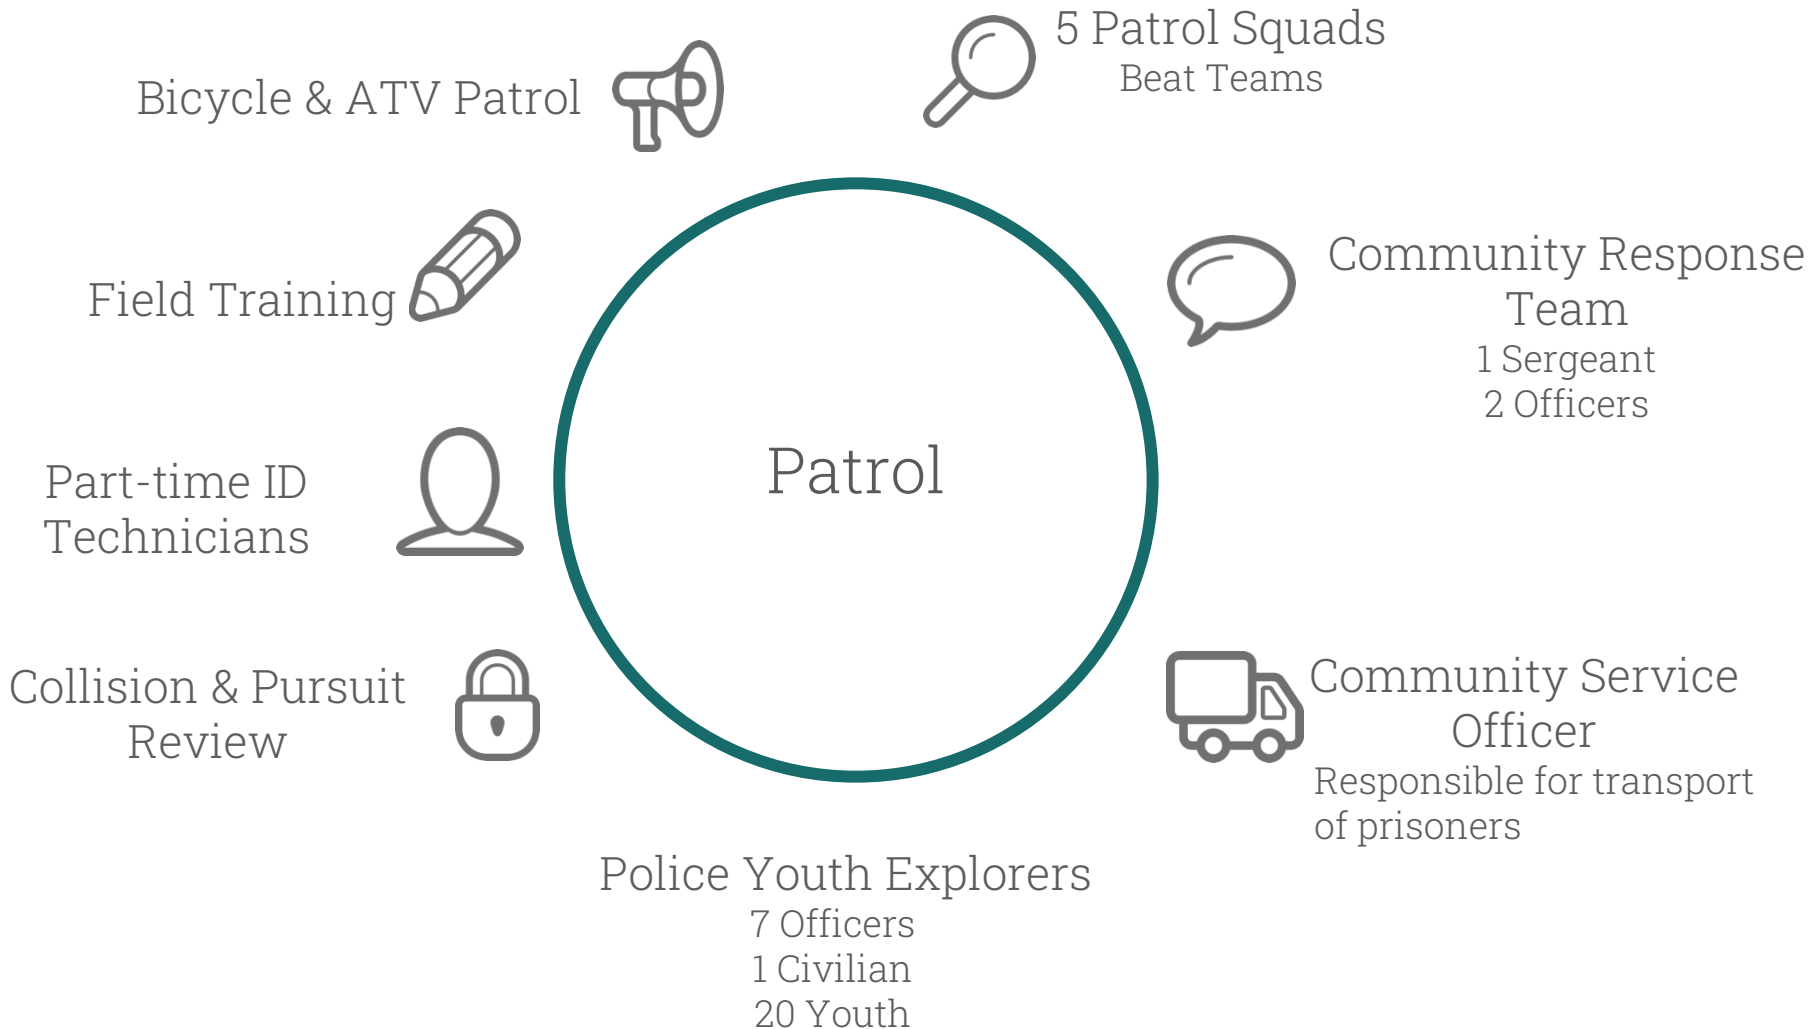 5 Patrol Squads
Beat Teams
Bicycle & ATV Patrol
Community Response
Team
1 Sergeant
2 Officers
Field Training
Patrol
Part-time ID
Technicians
Community Service
Officer
Responsible for transport
of prisoners
Collision & Pursuit
Review
Police Youth Explorers
7 Officers
1 Civilian
20 Youth